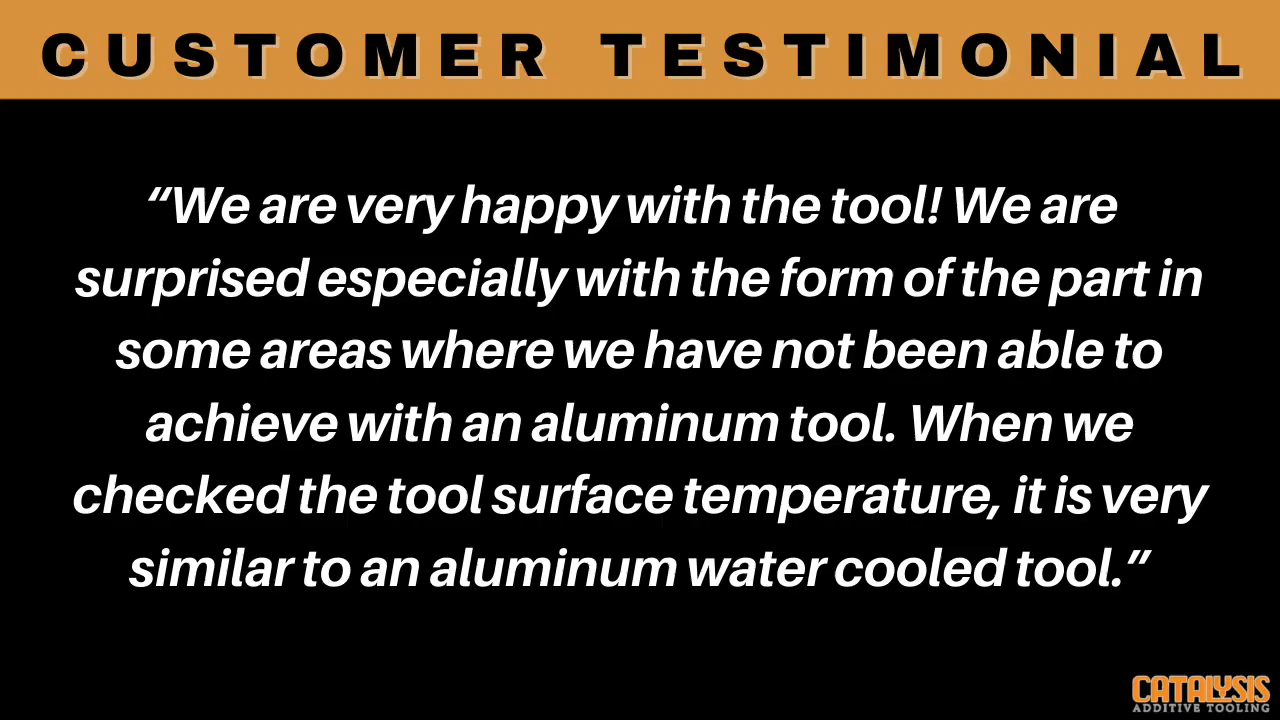 CUSTOMER TESTIMONIAL
“We are very happy with the tool! We are
surprised especially with the form of the part in
some areas where we have not been able to
achieve with an aluminum tool. When we
checked the tool surface temperature, it is very
similar to an aluminum water cooled tool.”
CATALYSIS
ADDITIVE TOOLING